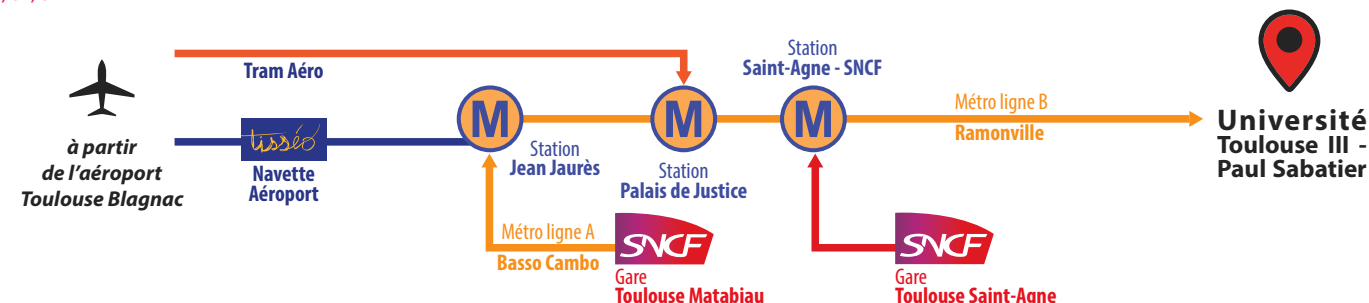 Tram Aéro
à partir
de l'aéroport
Toulouse Blagnac
tisséo
Navette
Aéroport
M
Station
Jean Jaurès
M
Station
Palais de Justice
Station
Saint-Agne - SNCF
M
Métro ligne B
Ramonville
Université
Toulouse III -
Paul Sabatier
Métro ligne A
Basso Cambo
SNCF
Gare
Toulouse Matabiau
SNCF
Gare
Toulouse Saint-Agne